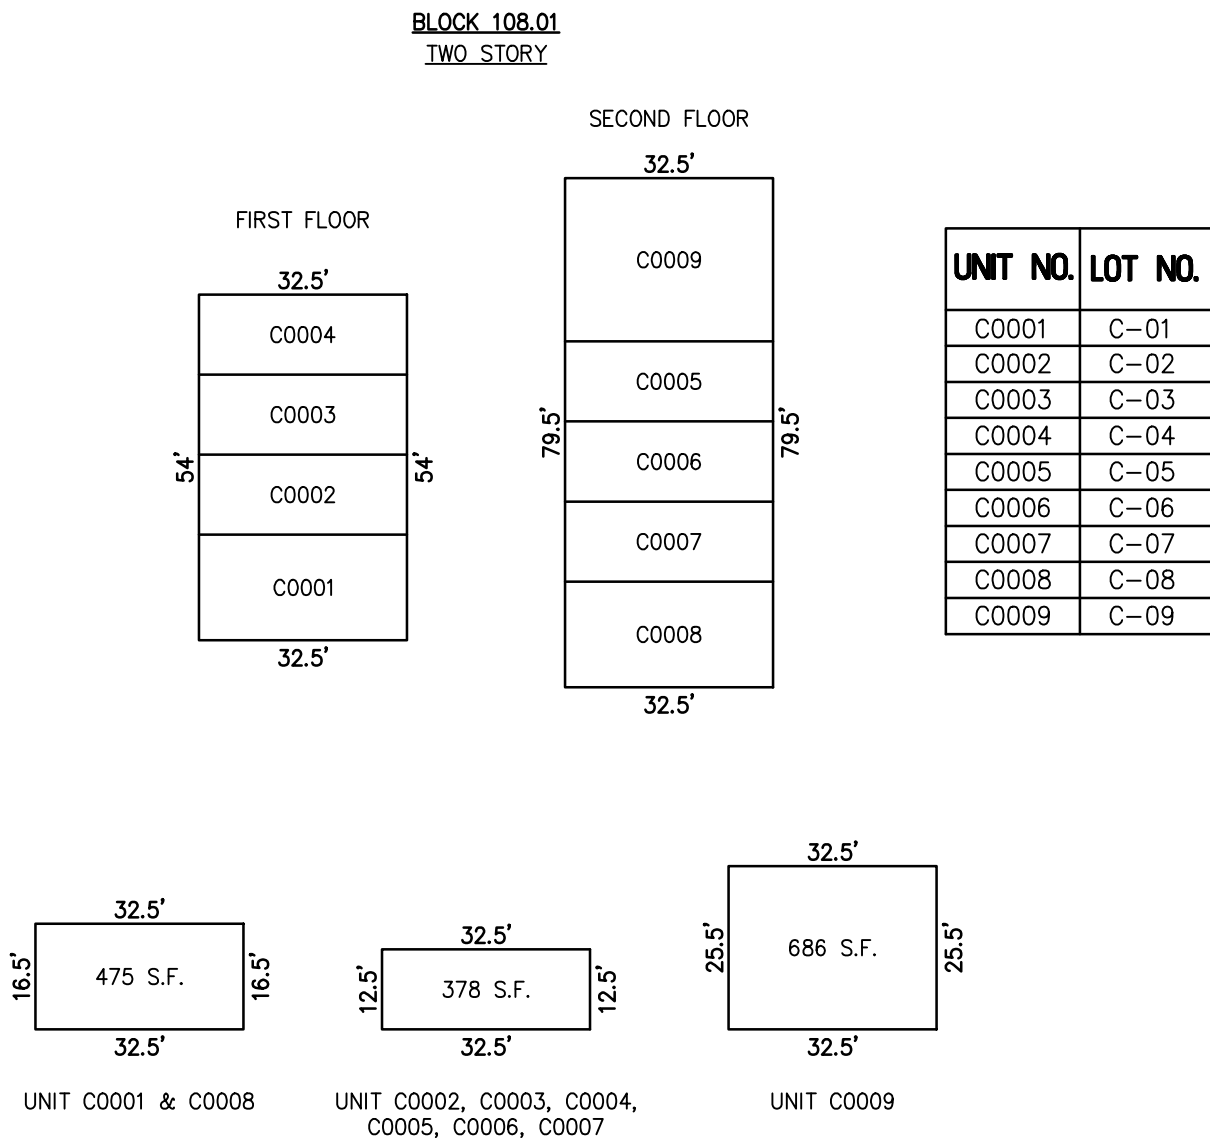 BLOCK 108.01
TWO STORY
SECOND FLOOR
32.5'
C0009
C0005
C0006
C0007
C0008
79.5'
79.5'
32.5'
FIRST FLOOR
32.5'
C0004
C0003
C0002
C0001
54'
54'
32.5'
UNIT NO. LOT NO.
C0001 C-01
C0002 C-02
C0003 C-03
C0004 C-04
C0005 C-05
C0006 C-06
C0007 C-07
C0008 C-08
C0009 C-09
32.5'
16.5'
475 S.F.
16.5'
32.5'
UNIT C0001 & C0008
32.5'
12.5'
378 S.F.
12.5'
32.5'
UNIT C0002, C0003, C0004,
C0005, C0006, C0007
32.5'
25.5'
686 S.F.
25.5'
32.5'
UNIT C0009